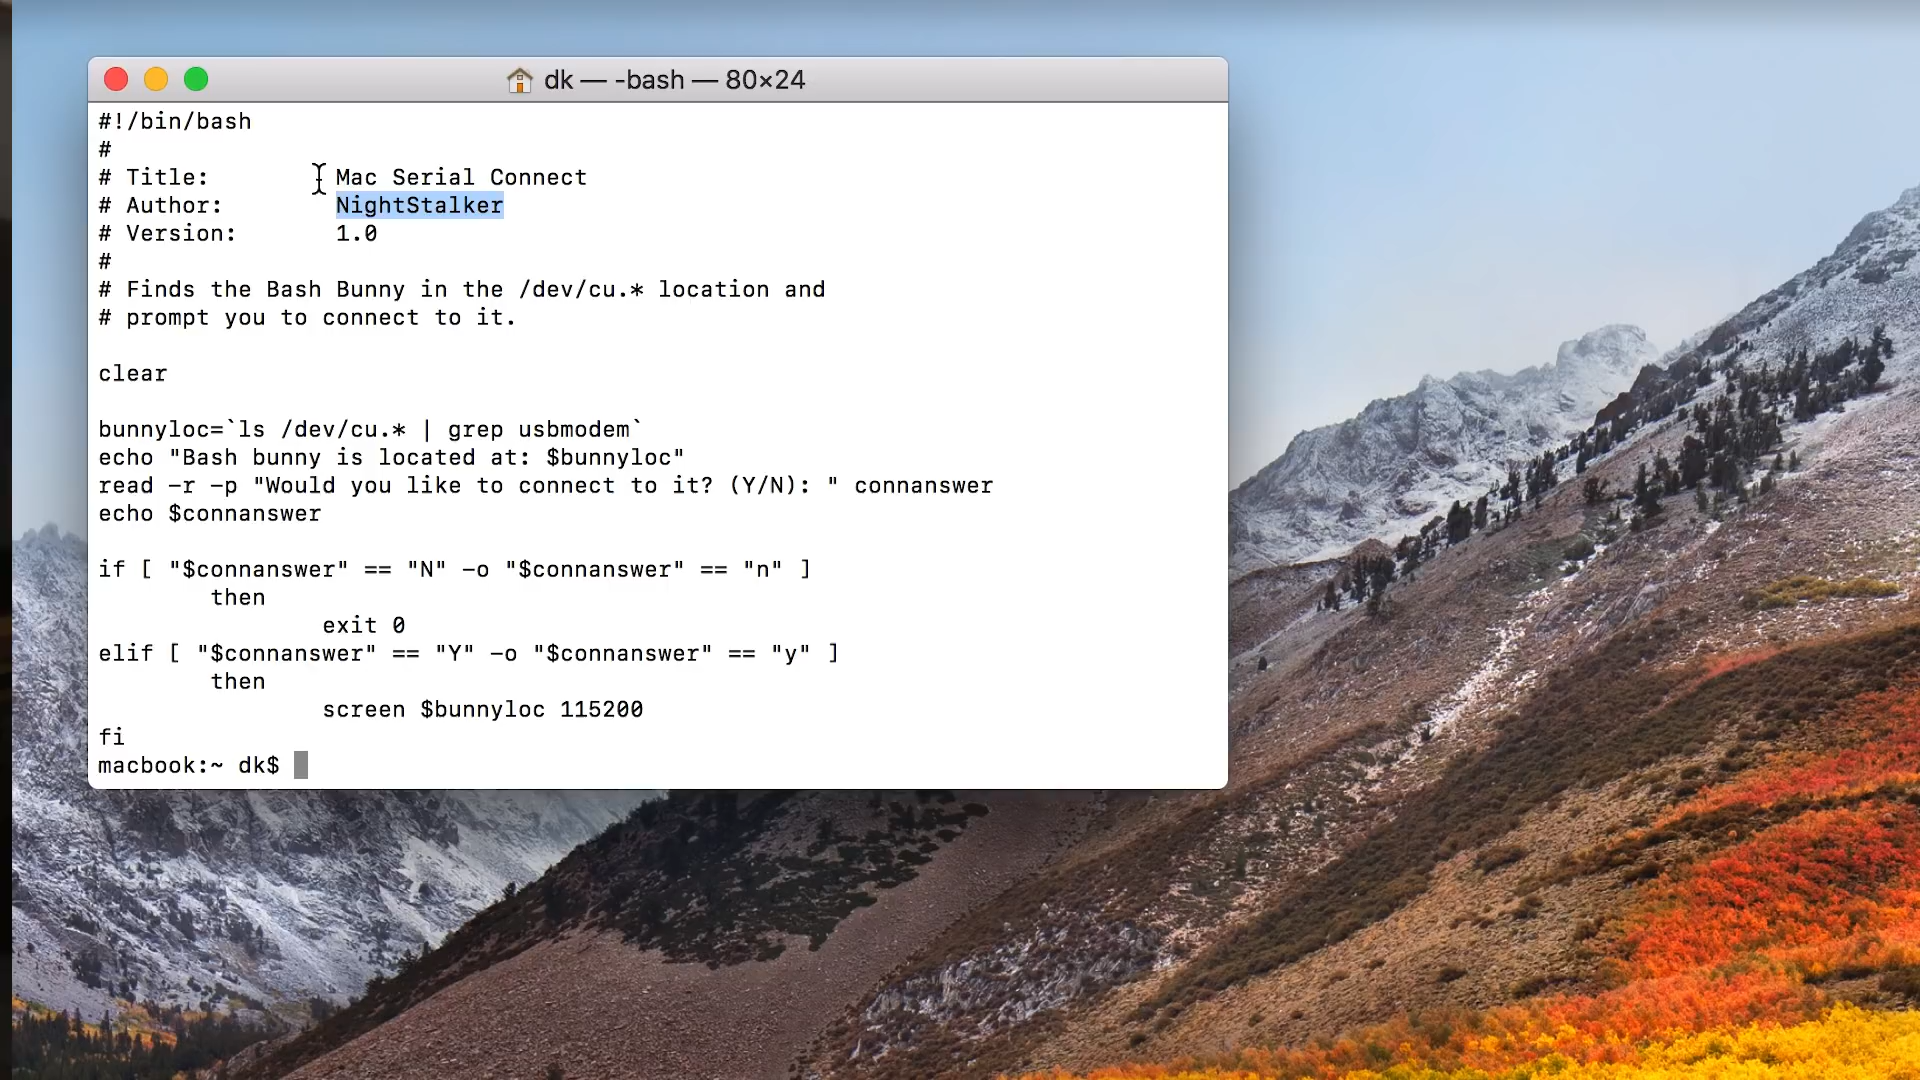 dk — -bash — 80×24
#!/bin/bash
#
# Title:         Mac Serial Connect
# Author:        NightStalker
# Version:       1.0
#
# Finds the Bash Bunny in the /dev/cu.* location and
# prompt you to connect to it.
clear
bunnyloc=`ls /dev/cu.* | grep usbmodem`
echo "Bash bunny is located at: $bunnyloc"
read -r -p "Would you like to connect to it? (Y/N): " connanswer
echo $connanswer
if [ "$connanswer" == "N" -o "$connanswer" == "n" ]
        then
                exit 0
elif [ "$connanswer" == "Y" -o "$connanswer" == "y" ]
        then
                screen $bunnyloc 115200
fi
macbook:~ dk$